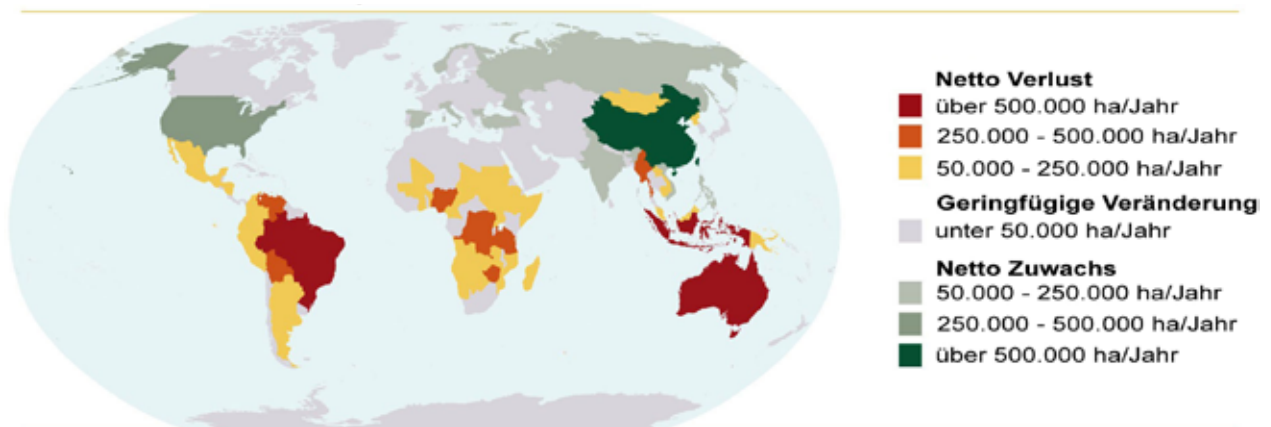 Netto Verlust
über 500.000 ha/Jahr
250.000 - 500.000 ha/Jahr
50.000 - 250.000 ha/Jahr
Geringfügige Veränderung
unter 50.000 ha/Jahr
Netto Zuwachs
50.000 - 250.000 ha/Jahr
250.000 - 500.000 ha/Jahr
über 500.000 ha/Jahr